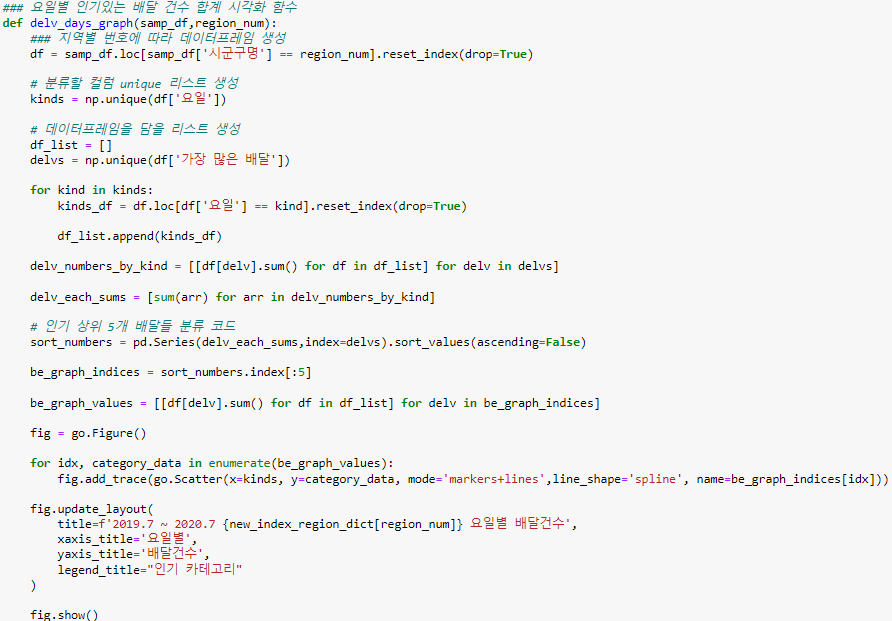 ### 요일별 인기있는 배달 건수 합계 시각화 함수
def delv_days_graph(samp_df,region_num):
    ### 지역별 번호에 따라 데이터프레임 생성
    df = samp_df.loc[samp_df['시군구명'] == region_num].reset_index(drop=True)

    # 분류할 컬럼 unique 리스트 생성
    kinds = np.unique(df['요일'])

    # 데이터프레임을 담을 리스트 생성
    df_list = []
    delvs = np.unique(df['가장 많은 배달'])

    for kind in kinds:
        kinds_df = df.loc[df['요일'] == kind].reset_index(drop=True)

        df_list.append(kinds_df)

    delv_numbers_by_kind = [[df[delv].sum() for df in df_list] for delv in delvs]

    delv_each_sums = [sum(arr) for arr in delv_numbers_by_kind]

    # 인기 상위 5개 배달들 분류 코드
    sort_numbers = pd.Series(delv_each_sums,index=delvs).sort_values(ascending=False)

    be_graph_indices = sort_numbers.index[:5]

    be_graph_values = [[df[delv].sum() for df in df_list] for delv in be_graph_indices]

    fig = go.Figure()

    for idx, category_data in enumerate(be_graph_values):
        fig.add_trace(go.Scatter(x=kinds, y=category_data, mode='markers+lines',line_shape='spline', name=be_graph_indices[idx]))

    fig.update_layout(
        title=f'2019.7 ~ 2020.7 {new_index_region_dict[region_num]} 요일별 배달건수',
        xaxis_title='요일별',
        yaxis_title='배달건수',
        legend_title="인기 카테고리"
    )

    fig.show()